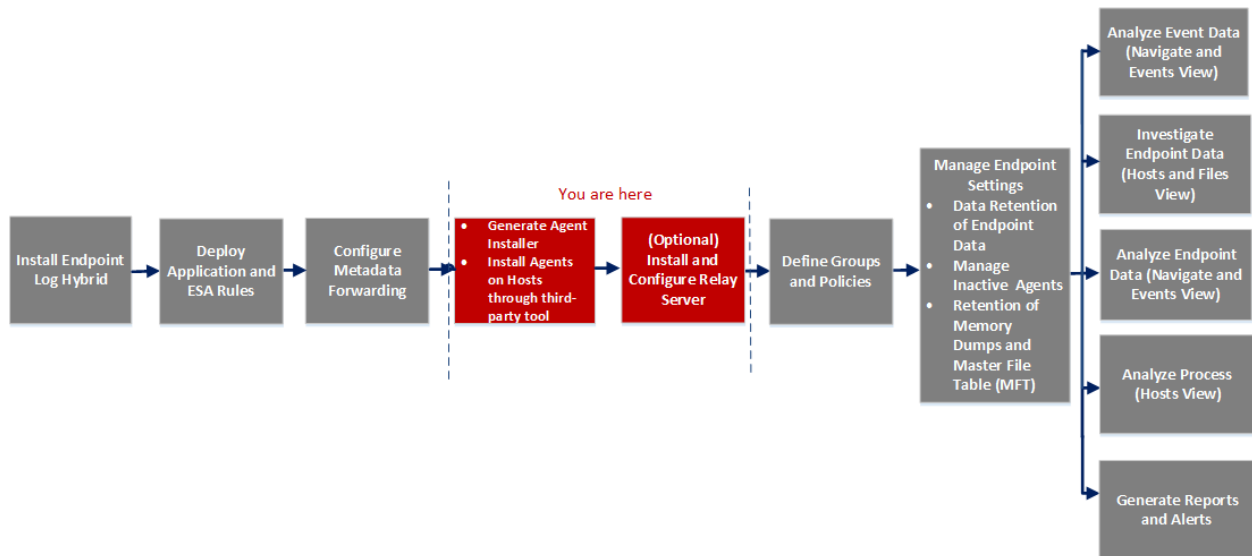 Install Endpoint
Log Hybrid
Deploy
Application and
ESA Rules
Configure
Metadata
Forwarding
You are here
• Generate Agent
Installer
• Install Agents
on Hosts
through third-
party tool
(Optional)
Install and
Configure Relay
Server
Define Groups
and Policies
Manage Endpoint
Settings
• Data Retention
of Endpoint
Data
• Manage
Inactive Agents
• Retention of
Memory
Dumps and
Master File
Table (MFT)
Analyze Event Data
(Navigate and
Events View)
Investigate
Endpoint Data
(Hosts and Files
View)
Analyze Endpoint
Data (Navigate and
Events View)
Analyze Process
(Hosts View)
Generate Reports
and Alerts